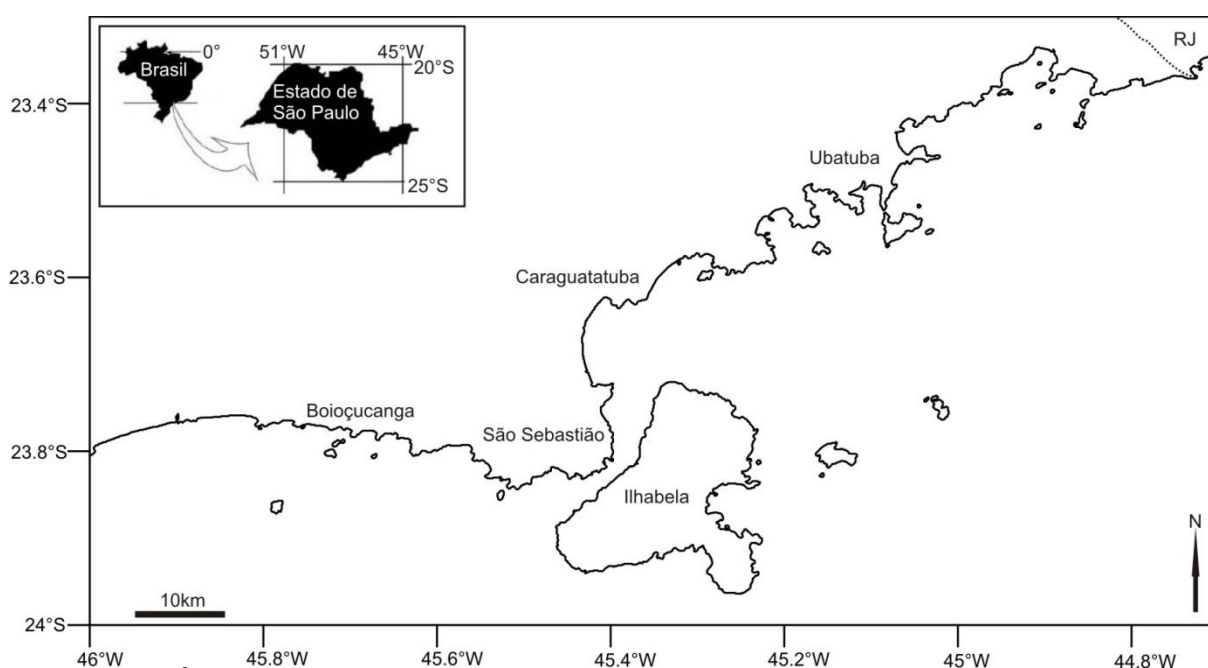 Brasil
0°
51°W
45°W
20°S
Estado de
São Paulo
25°S
RJ
23.4°S
Ubatuba
Caraguatatuba
23.6°S
Boioçucanga
São Sebastião
23.8°S
Ilhabela
N
10km
24°S
46°W
45.8°W
45.6°W
45.4°W
45.2°W
45°W
44.8°W